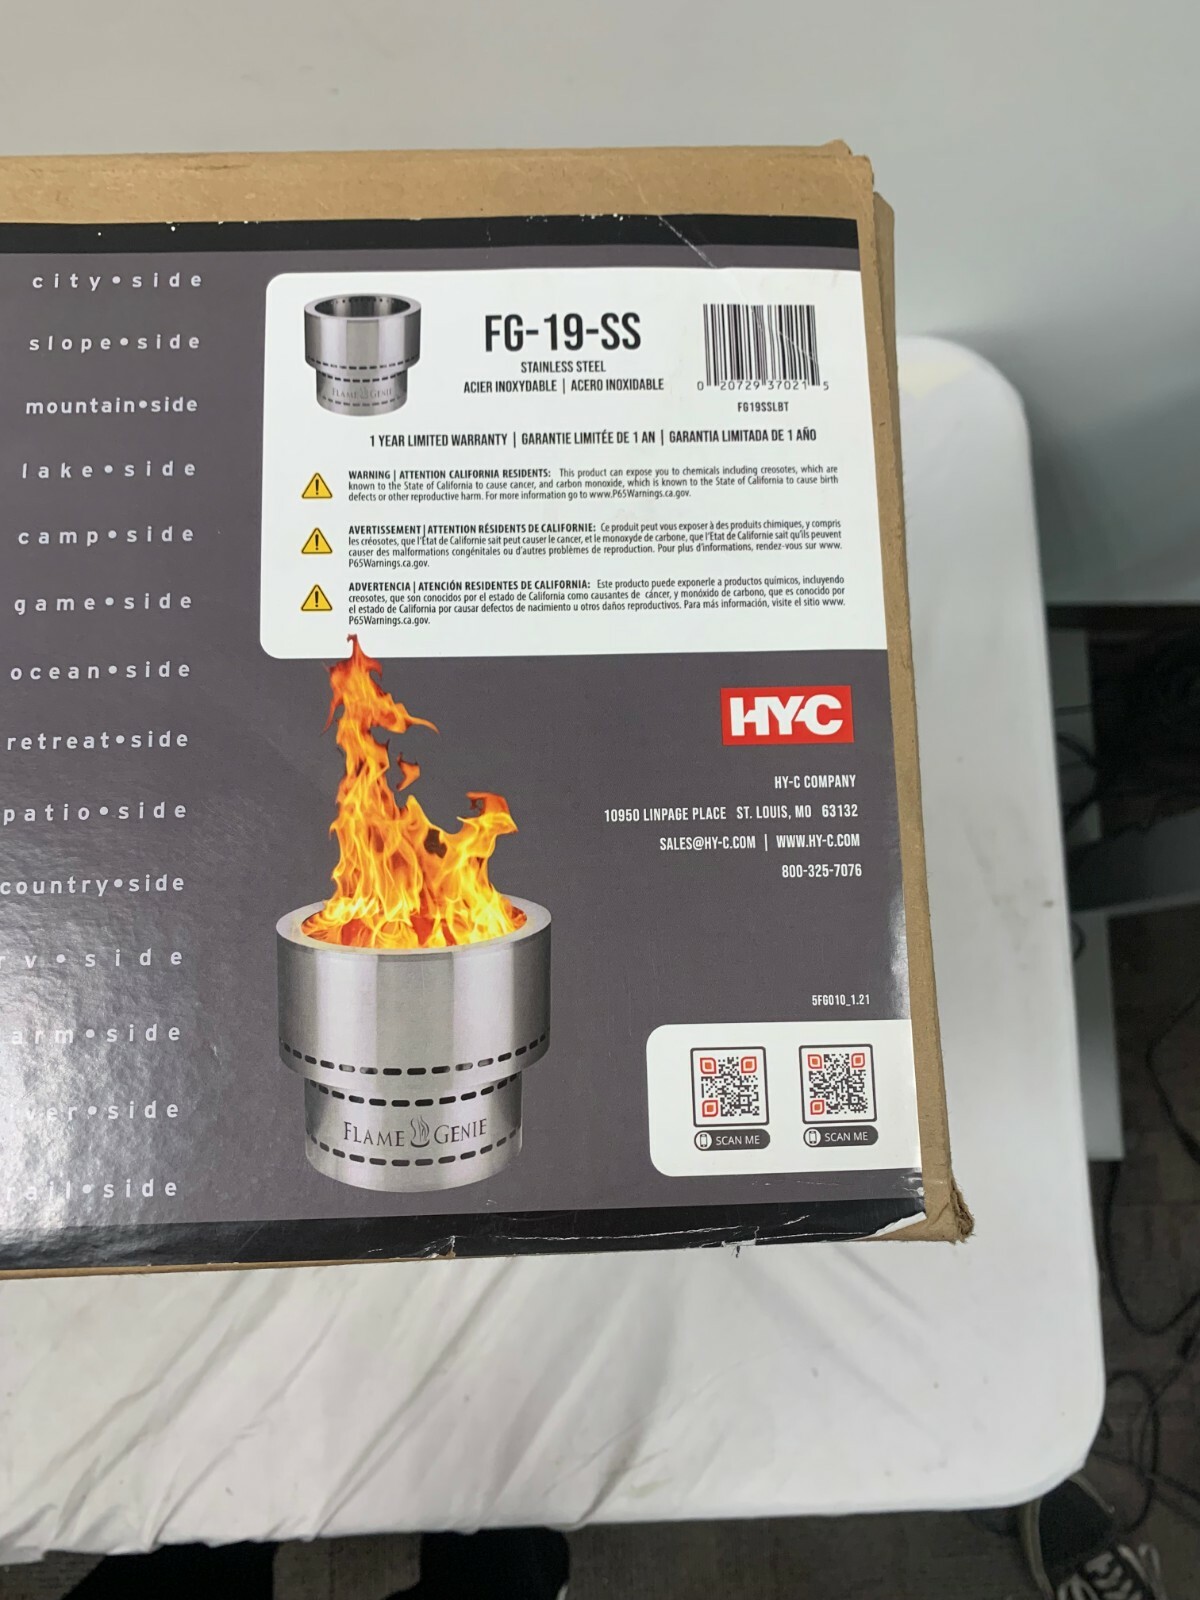 city•side
slope•side
mountain•side
lake•side
camp•side
game•side
ocean•side
retreat•side
patio•side
country•side
rv•side
arm•side
iver•side
rail•side
FLAME GENIE
FG-19-SS
STAINLESS STEEL
ACIER INOXYDABLE | ACERO INOXIDABLE
0 20729 37021 5
FG19SSLBT
1 YEAR LIMITED WARRANTY | GARANTIE LIMITÉE DE 1 AN | GARANTIA LIMITADA DE 1 AÑO
WARNING | ATTENTION CALIFORNIA RESIDENTS: This product can expose you to chemicals including creosotes, which are
known to the State of California to cause cancer, and carbon monoxide, which is known to the State of California to cause birth
defects or other reproductive harm. For more information go to www.P65Warnings.ca.gov.
AVERTISSEMENT | ATTENTION RÉSIDENTS DE CALIFORNIE: Ce produit peut vous exposer à des produits chimiques, y compris
les créosotes, que l'État de Californie sait peut causer le cancer, et le monoxyde de carbone, que l'État de Californie sait qu'ils peuvent
causer des malformations congénitales ou d'autres problèmes de reproduction. Pour plus d'informations, rendez-vous sur www.
P65Warnings.ca.gov.
ADVERTENCIA | ATENCIÓN RESIDENTES DE CALIFORNIA: Este producto puede exponerle a productos químicos, incluyendo
creosotes, que son conocidos por el estado de California como causantes de cáncer, y monóxido de carbono, que es conocido por
el estado de California por causar defectos de nacimiento u otros daños reproductivos. Para más información, visite el sitio www.
P65Warnings.ca.gov.
HY-C
HY-C COMPANY
10950 LINPAGE PLACE ST. LOUIS, MO 63132
SALES@HY-C.COM | WWW.HY-C.COM
800-325-7076
5FG010_1.21
FLAME GENIE
SCAN ME
SCAN ME